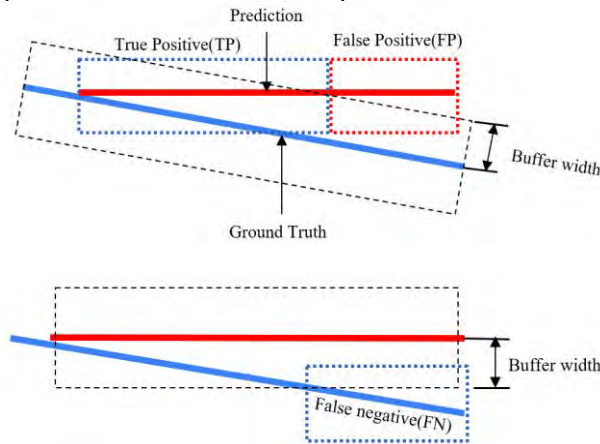 Prediction
True Positive(TP)
False Positive(FP)
Buffer width
Ground Truth
Buffer width
False negative(FN)